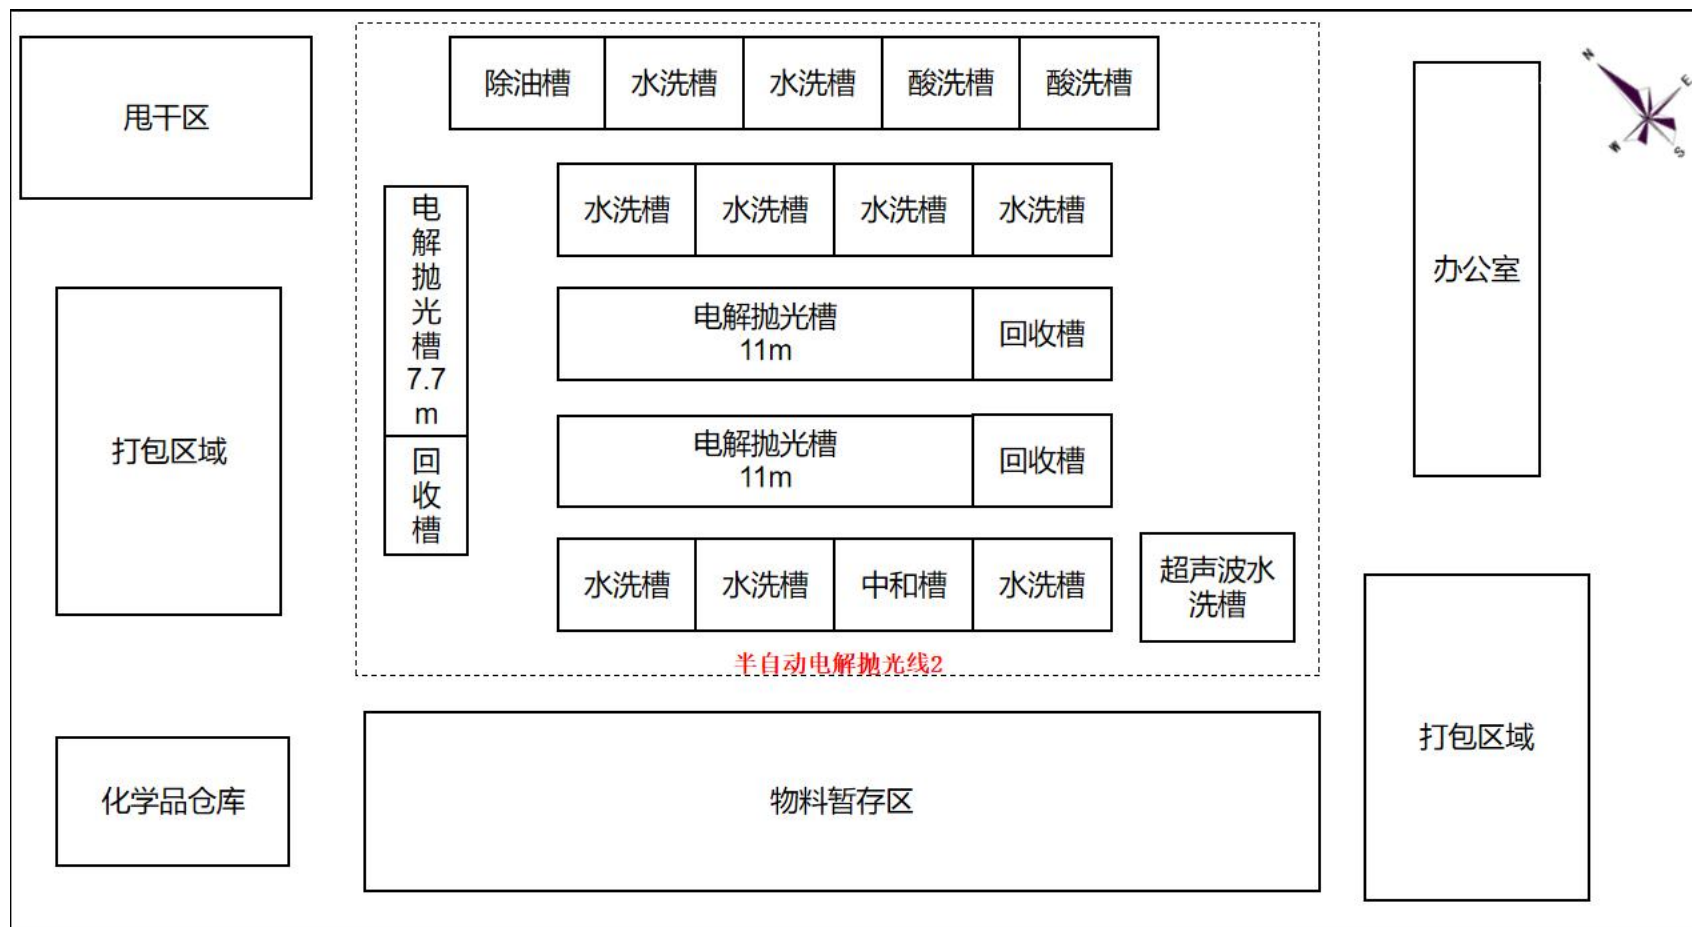 甩干区
除油槽
水洗槽
水洗槽
酸洗槽
酸洗槽
N
E
W
S
水洗槽
水洗槽
水洗槽
水洗槽
电
解
抛
光
槽
7.7
m
回
收
槽
电解抛光槽
11m
回收槽
办公室
打包区域
电解抛光槽
11m
回收槽
水洗槽
水洗槽
中和槽
水洗槽
超声波水
洗槽
半自动电解抛光线2
打包区域
化学品仓库
物料暂存区